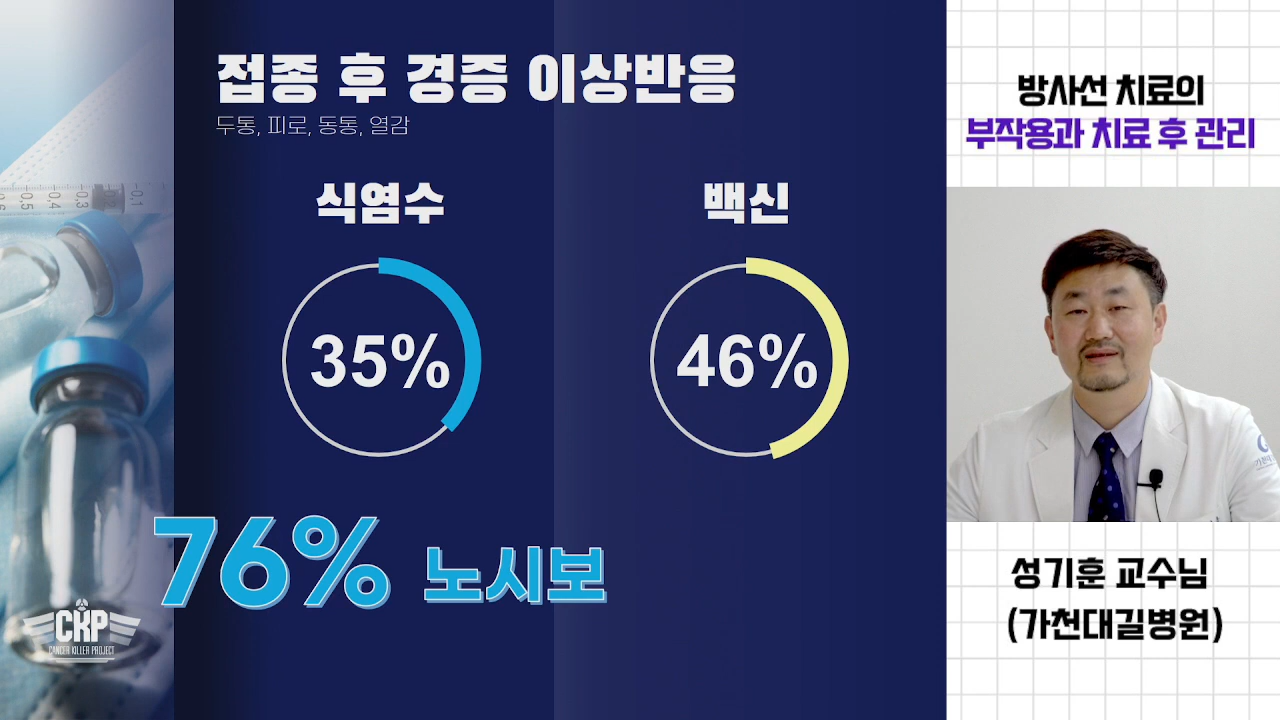 접종 후 경증 이상반응
두통, 피로, 동통, 열감
식염수
백신
35%
46%
76% 노시보
CKP
CANCER KILLER PROJECT
방사선 치료의
부작용과 치료 후 관리
성기훈 교수님
(가천대길병원)